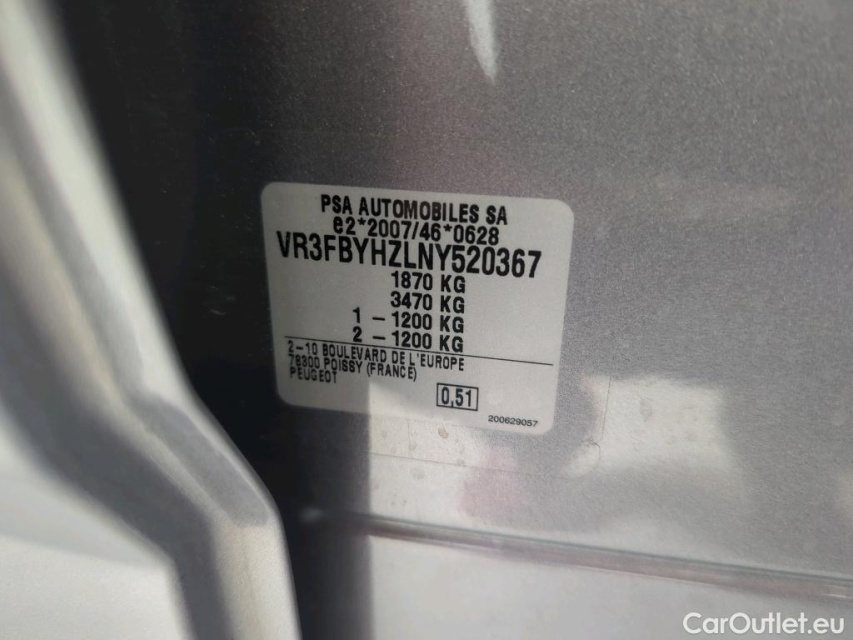 PSA AUTOMOBILES SA
e2*2007/46*0628
VR3FBYHZLNY520367
1870 KG
3470 KG
1 - 1200 KG
2 - 1200 KG
2-10 BOULEVARD DE L'EUROPE
78300 POISSY (FRANCE)
PEUGEOT
0,51
200629057
CarOutlet.eu